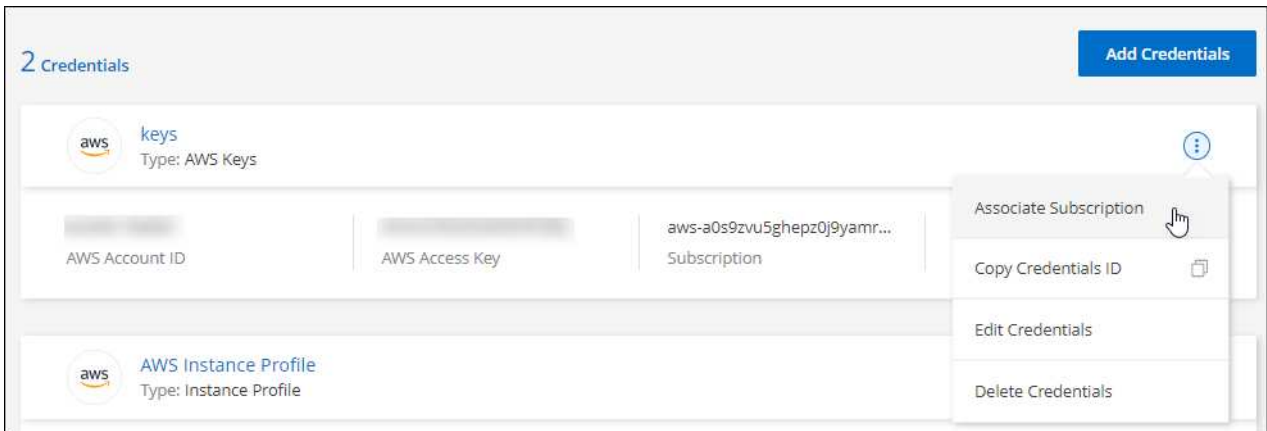 2 Credentials
Add Credentials
aws
keys
Type: AWS Keys
AWS Account ID
AWS Access Key
aws-a0s9zvu5ghepz0j9yamr...
Subscription
Associate Subscription
Copy Credentials ID
Edit Credentials
Delete Credentials
aws
AWS Instance Profile
Type: Instance Profile